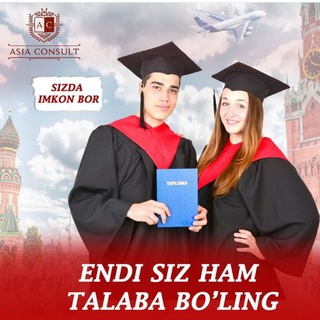 AC
ASIA CONSULT
SIZDA
IMKON BOR
DIPLOMA
ENDI SIZ HAM
TALABA BO'LING